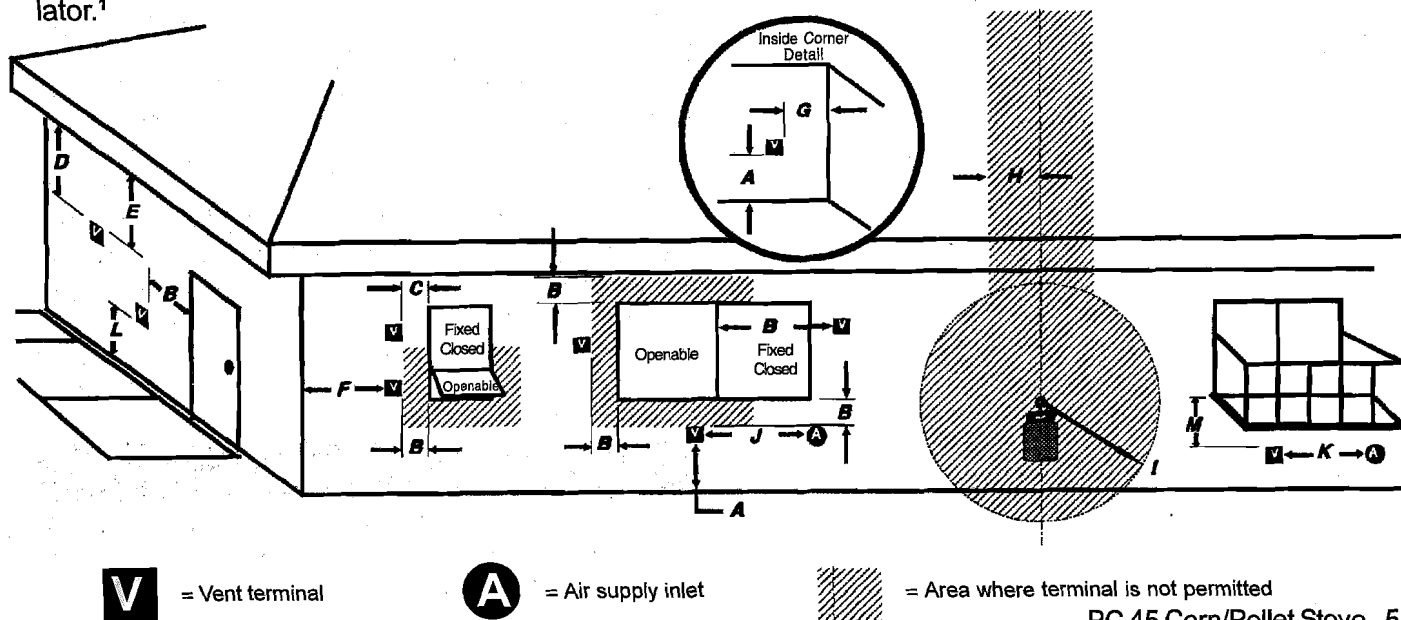 lator.¹
Inside Corner
Detail
G
V
A
H
D
E
V
B
V
L
C
B
V
Fixed
Closed
V
Openable
B
V
Fixed
Closed
F
V
Openable
B
B
B
V
J
A
A
I
M
V
K
A
V = Vent terminal
A = Air supply inlet
= Area where terminal is not permitted
PC 45 Corn/Pellet Stove 5